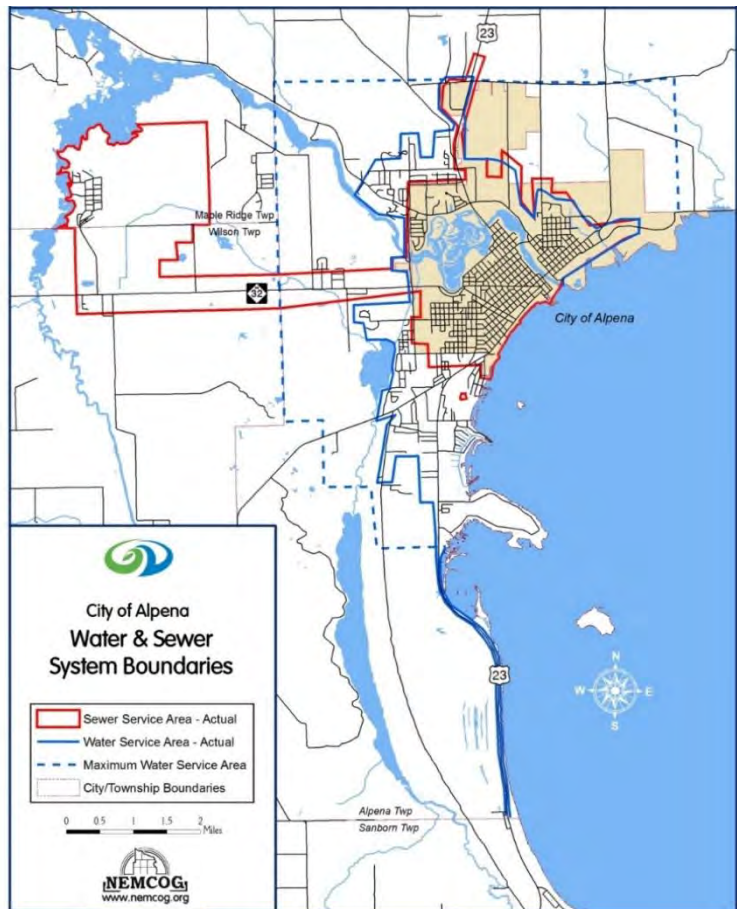 23
Maple Ridge Twp
Wilson Twp
32
City of Alpena
City of Alpena
Water & Sewer
System Boundaries
Sewer Service Area - Actual
Water Service Area - Actual
Maximum Water Service Area
City/Township Boundaries
0 0.5 1 1.5 2
Miles
NEMCOG
www.nemcog.org
23
N
W E
S
Alpena Twp
Sanborn Twp